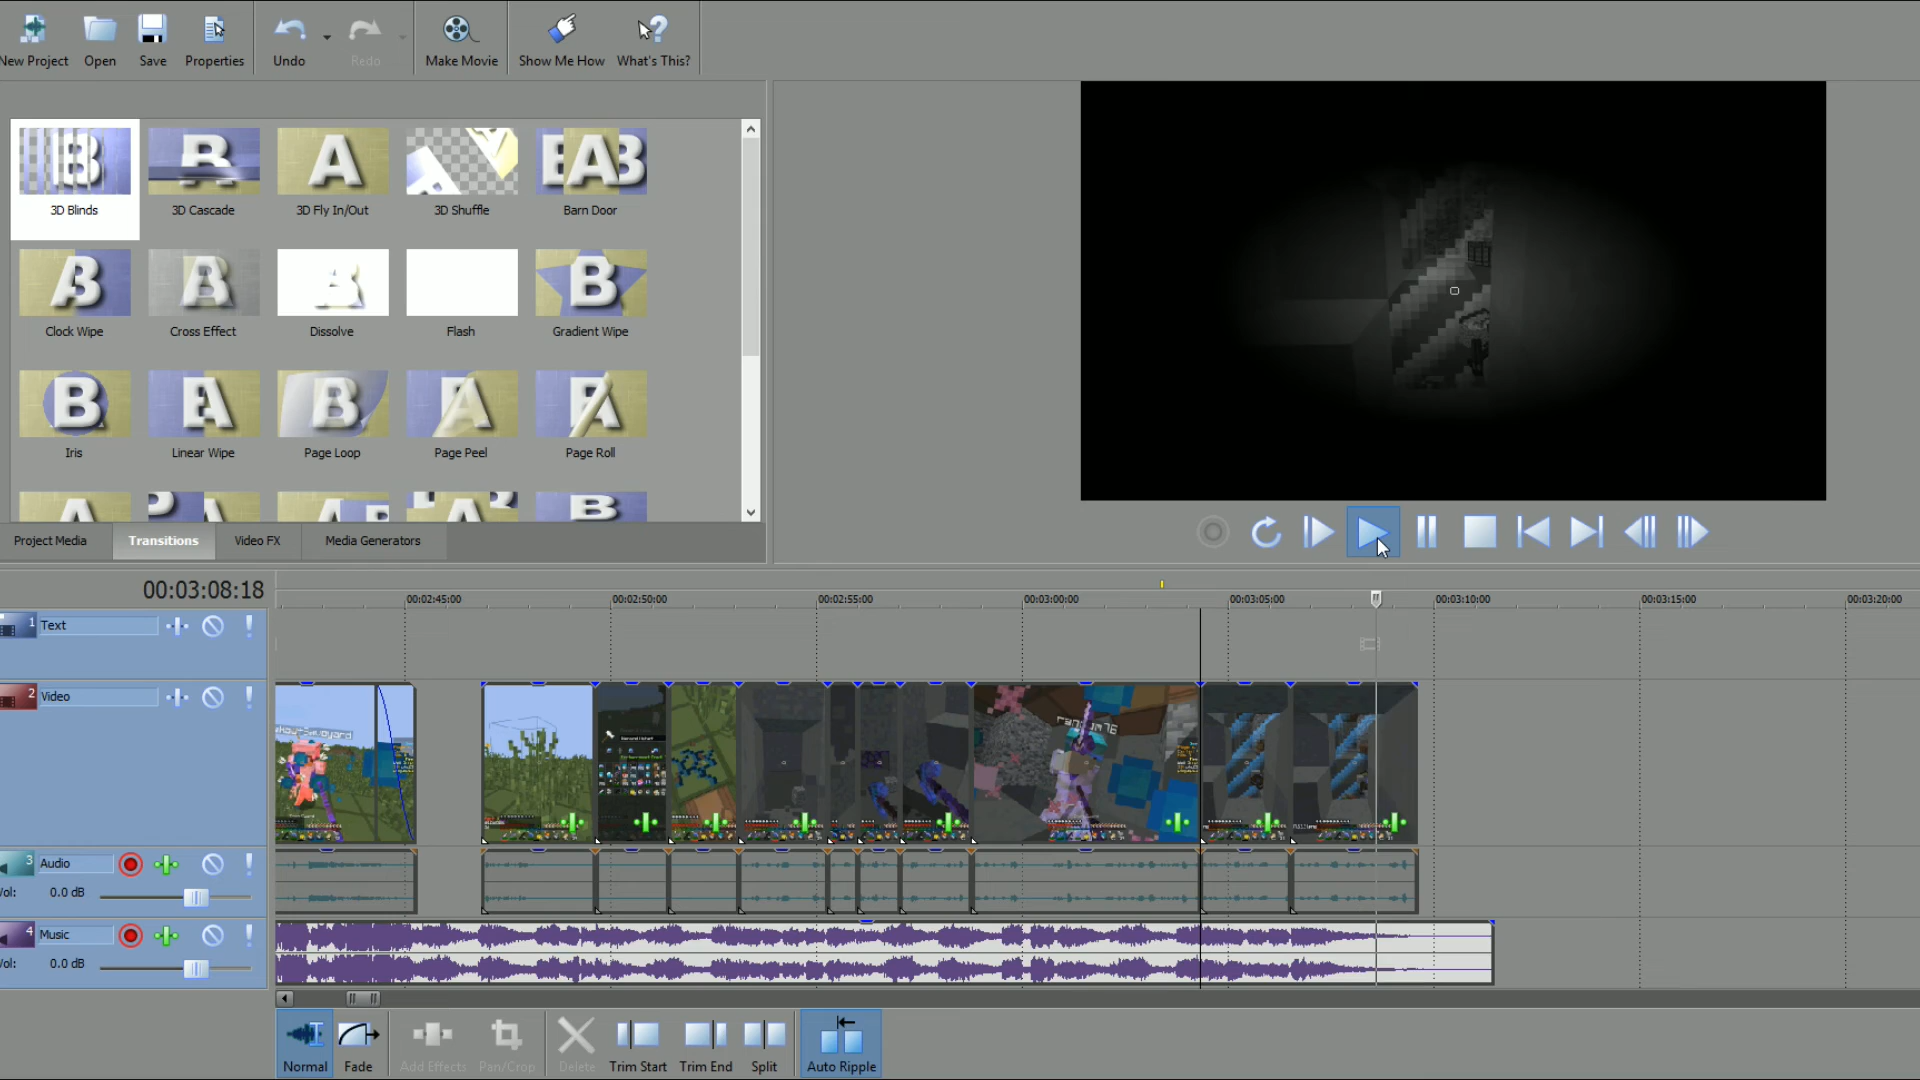 New Project Open Save Properties Undo Redo Make Movie Show Me How What's This?
3D Blinds 3D Cascade 3D Fly In/Out 3D Shuffle Barn Door
Clock Wipe Cross Effect Dissolve Flash Gradient Wipe
Iris Linear Wipe Page Loop Page Peel Page Roll
Project Media Transitions Video FX Media Generators
00:03:08:18
00:02:45:00 00:02:50:00 00:02:55:00 00:03:00:00 00:03:05:00 00:03:10:00 00:03:15:00 00:03:20:00
1 Text
2 Video
3 Audio
Vol: 0.0 dB
4 Music
Vol: 0.0 dB
Normal Fade Add Effects Pan/Crop Delete Trim Start Trim End Split Auto Ripple